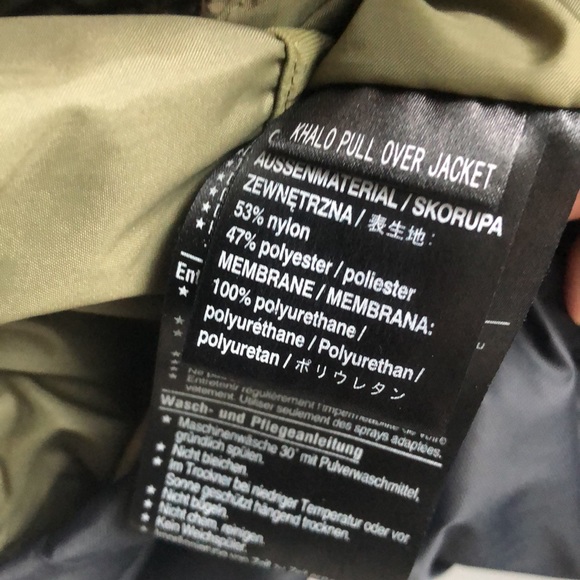 KHALO PULL OVER JACKET
AUSSENMATERIAL / SKORUPA
ZEWNĘTRZNA / 表生地:
53% nylon
47% polyester / poliester
MEMBRANE / MEMBRANA:
100% polyurethane /
polyuréthane / Polyurethan /
polyuretan / ポリウレタン
Entretenir régulièrement l'imperméabilité de votre
vetement. Utiliser seulement des sprays adaptées.
Wasch- und Pflegeanleitung
★ Maschinenwäsche 30° mit Pulverwaschmittel,
gründlich spülen.
★ Nicht bleichen.
★ Im Trockner bei niedriger Temperatur oder vor
Sonne geschützt hängend trocknen.
★ Nicht bügeln.
★ Nicht chem. reinigen.
★ Kein Weichspüler.